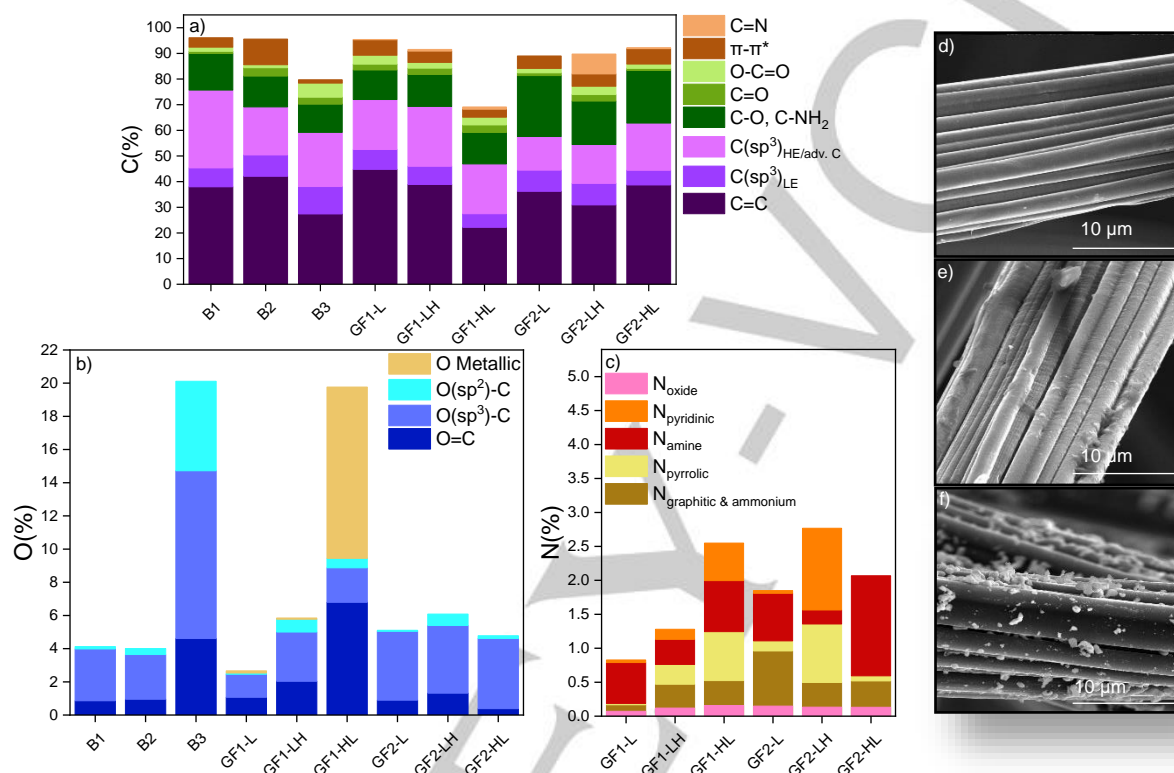 a)
C(%)
100
90
80
70
60
50
40
30
20
10
0
B1
B2
B3
GF1-L
GF1-LH
GF1-HL
GF2-L
GF2-LH
GF2-HL
C=N
π-π*
O-C=O
C=O
C-O, C-NH2
C(sp3)HE/adv. C
C(sp3)LE
C=C
b)
O(%)
22
20
18
16
14
12
10
8
6
4
2
0
O Metallic
O(sp2)-C
O(sp3)-C
O=C
B1
B2
B3
GF1-L
GF1-LH
GF1-HL
GF2-L
GF2-LH
GF2-HL
c)
N(%)
5.0
4.5
4.0
3.5
3.0
2.5
2.0
1.5
1.0
0.5
0.0
Noxide
Npyridinic
Namine
Npyrrolic
Ngraphitic & ammonium
GF1-L
GF1-LH
GF1-HL
GF2-L
GF2-LH
GF2-HL
d)
10 μm
e)
10 μm
f)
10 μm